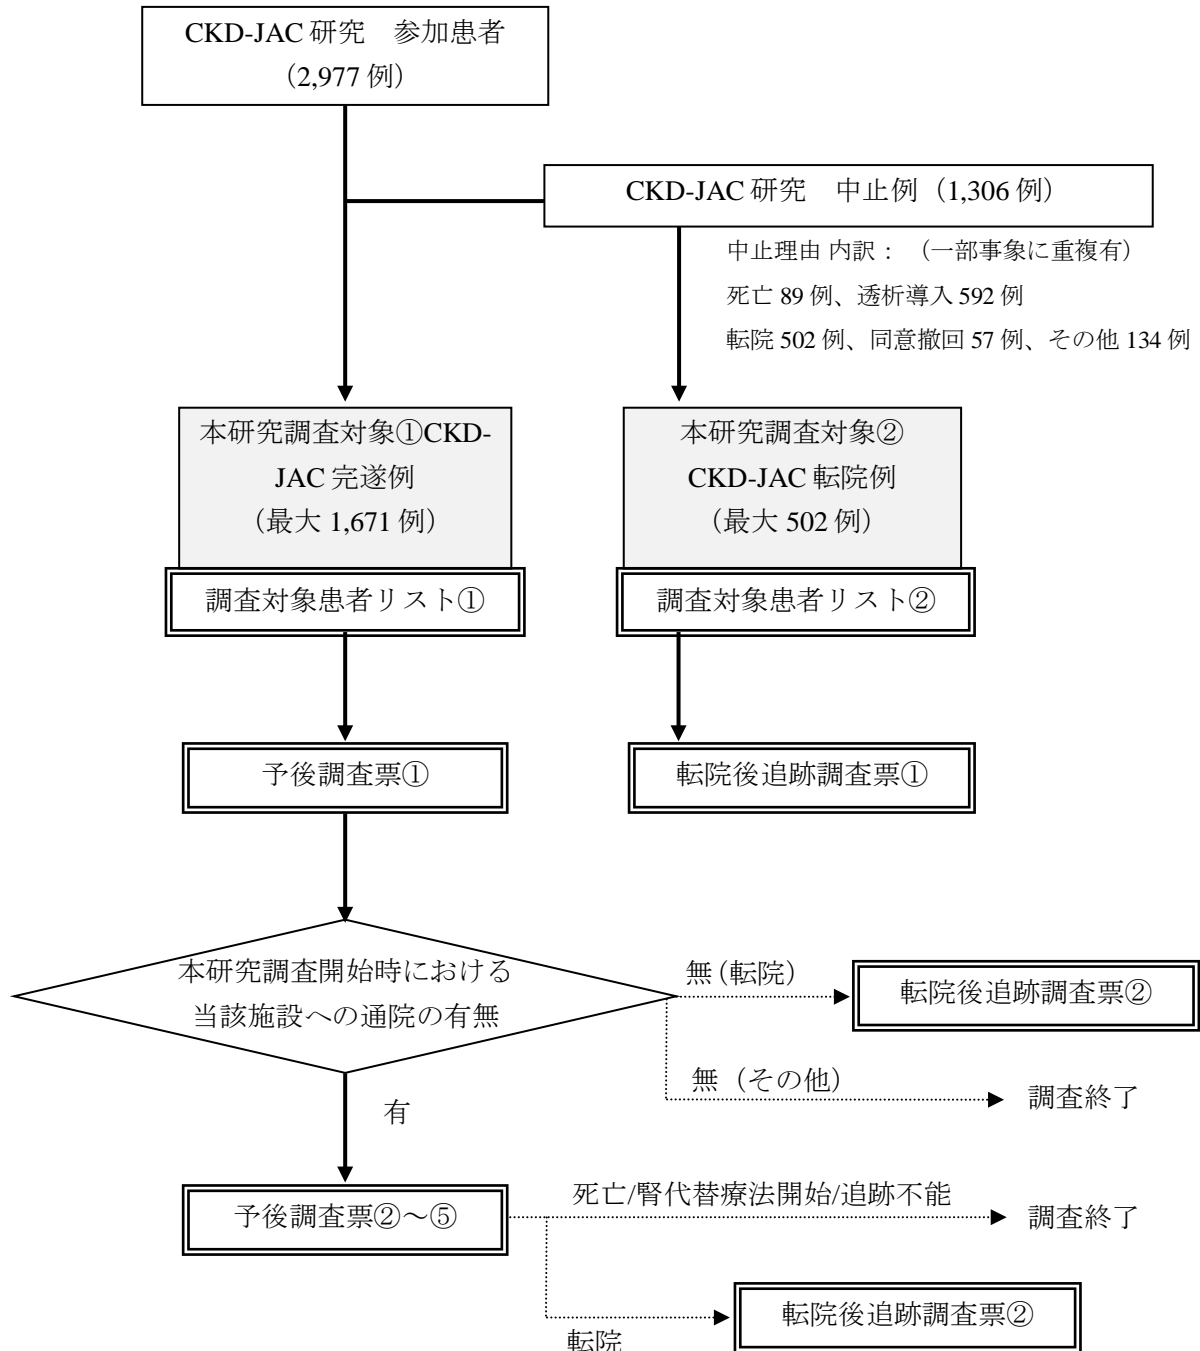 CKD-JAC 研究　参加患者
（2,977 例）
CKD-JAC 研究　中止例（1,306 例）
中止理由 内訳： （一部事象に重複有）
死亡 89 例、透析導入 592 例
転院 502 例、同意撤回 57 例、その他 134 例
本研究調査対象①CKD-
JAC 完遂例
（最大 1,671 例）
本研究調査対象②
CKD-JAC 転院例
（最大 502 例）
調査対象患者リスト①
調査対象患者リスト②
予後調査票①
転院後追跡調査票①
本研究調査開始時における
当該施設への通院の有無
無（転院）
転院後追跡調査票②
無（その他）
調査終了
有
予後調査票②～⑤
死亡/腎代替療法開始/追跡不能
調査終了
転院後追跡調査票②
転院